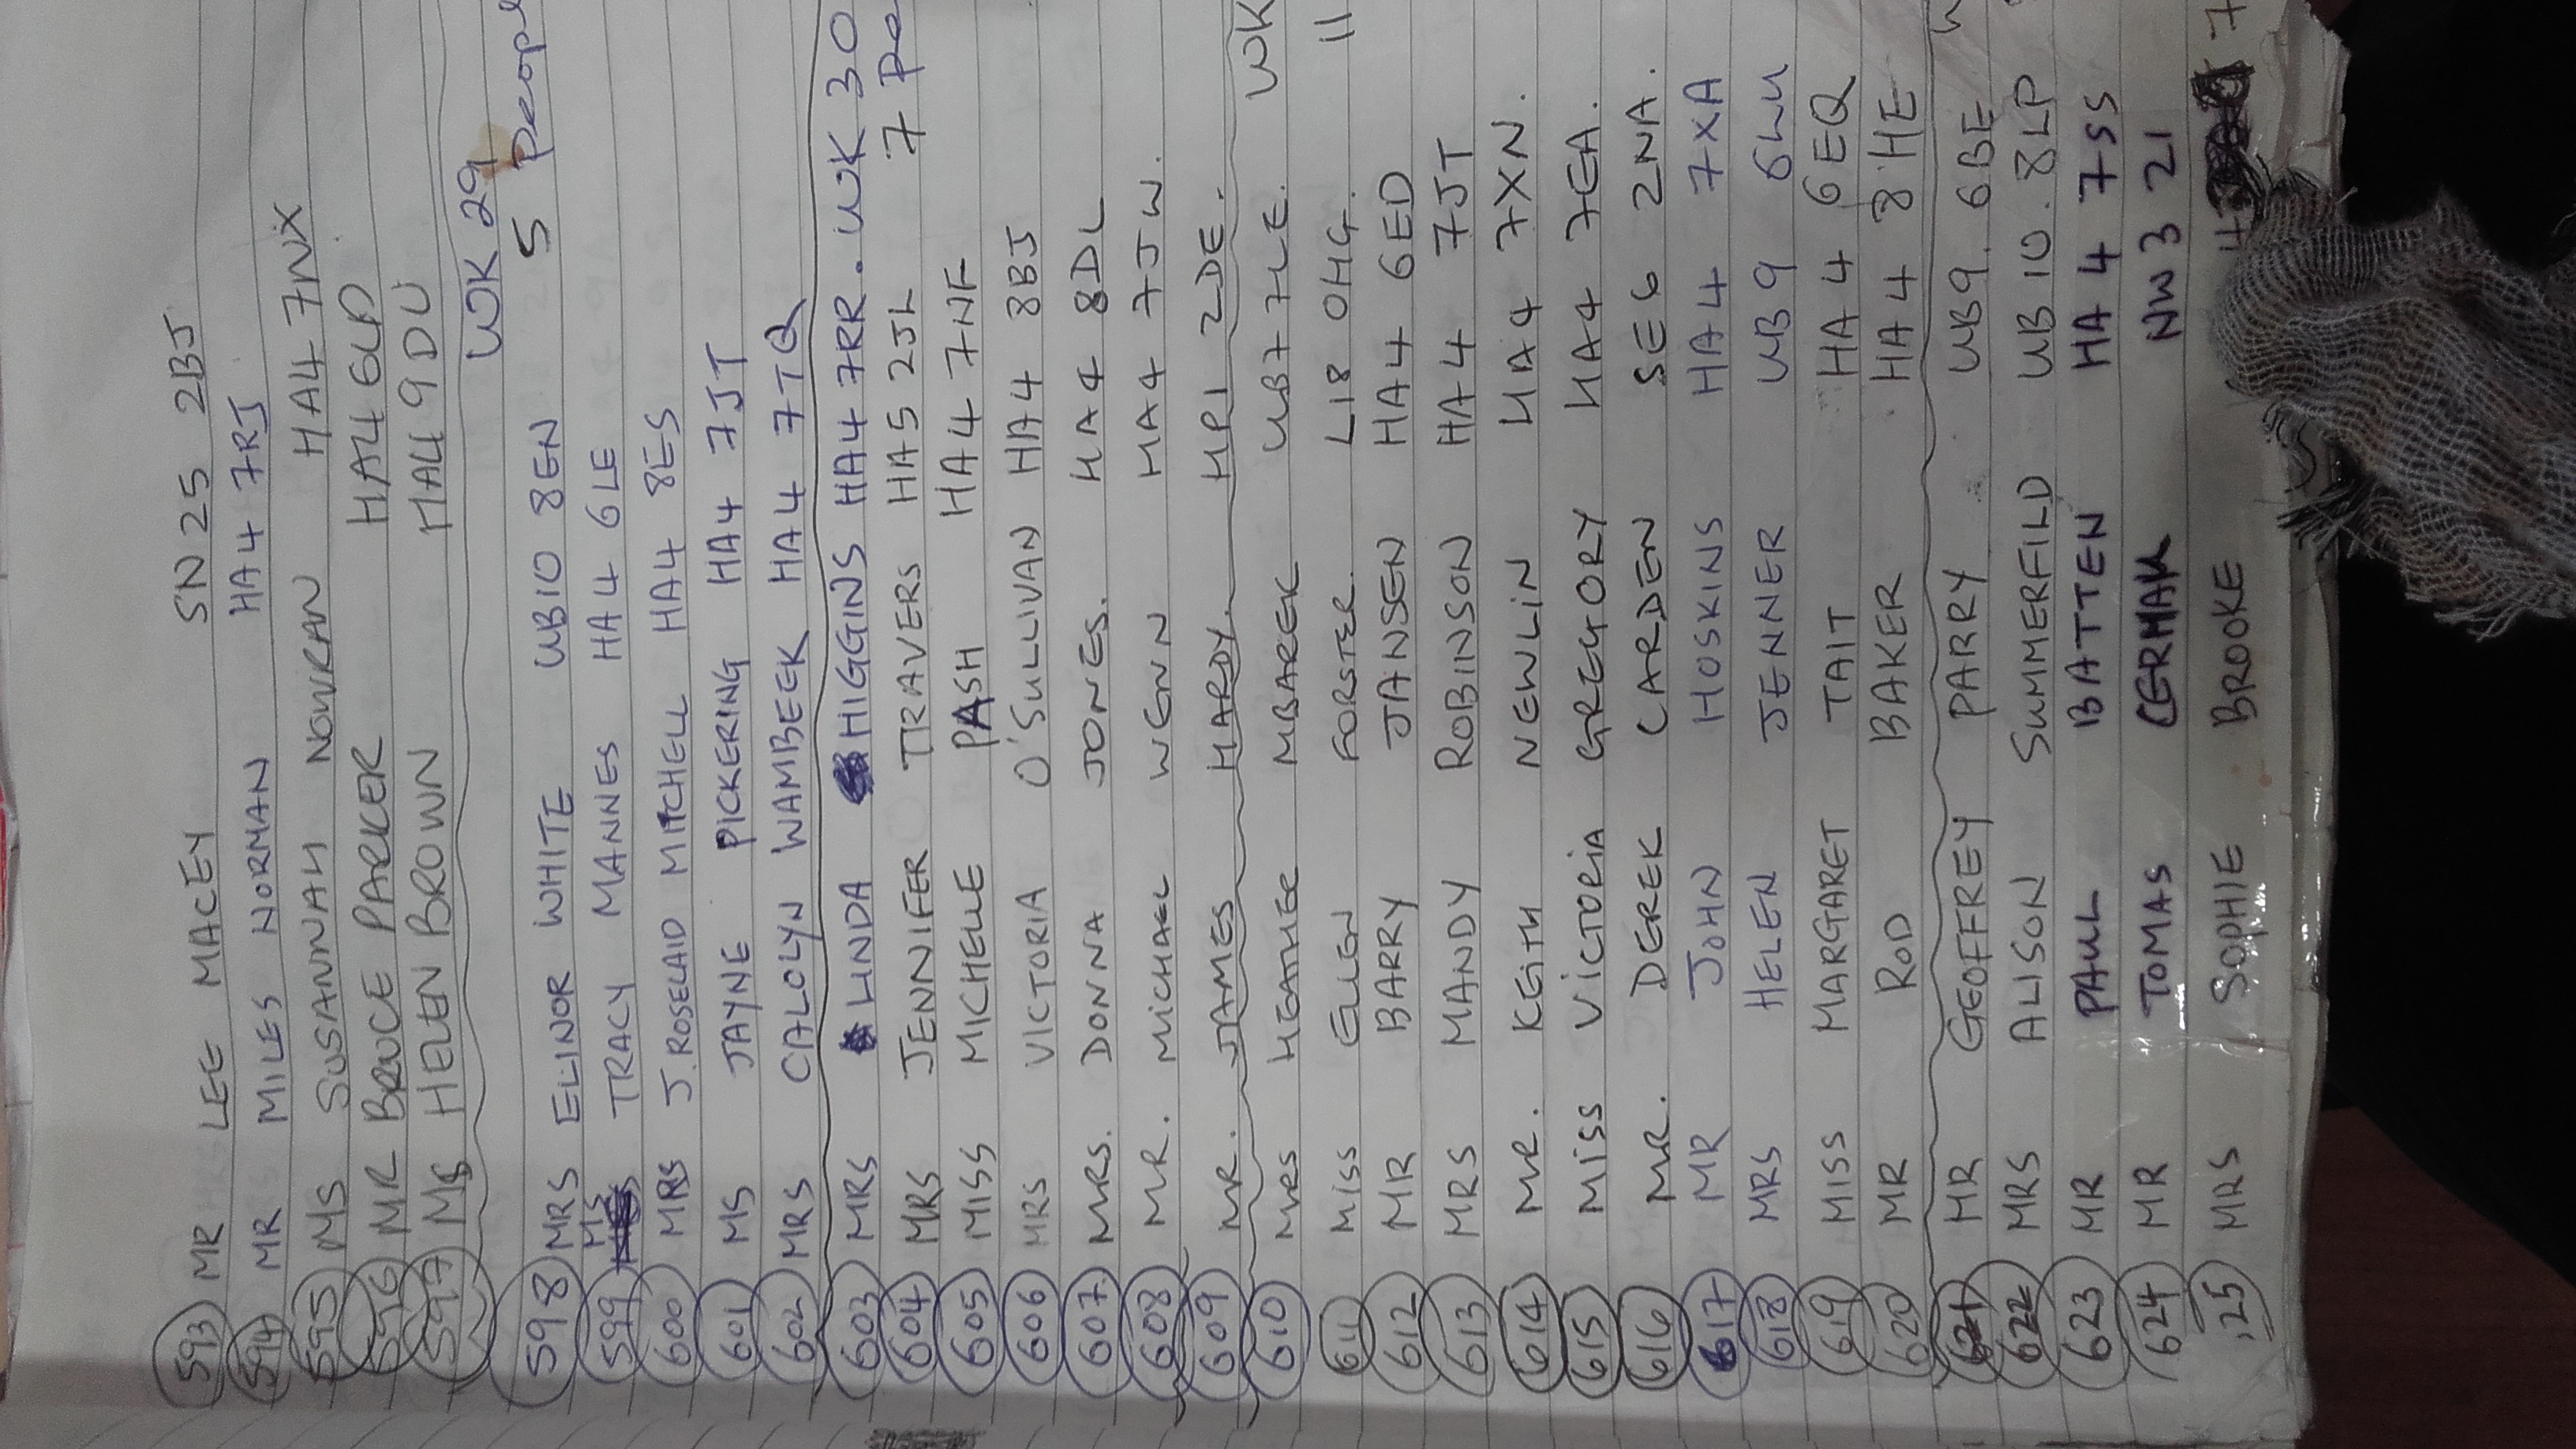 593 MR LEE MACEY SN25 2BJ
594 MR MILES NORMAN HA4 7RJ
595 MS SUSANNAH NOWRAN HA4 7NX
596 MR BRUCE PARKER HA4 6LD
597 MS HELEN BROWN HA4 9DU
WK 29
598 MRS ELINOR WHITE UB10 8EN 5 Peopl
599 MS TRACY MANNES HA4 6LE
600 MRS J. ROSELAID MITCHELL HA4 8ES
601 MS JAYNE PICKERING HA4 7JT
602 MRS CALOLYN WAMBEEK HA4 7TQ
603 MRS LINDA HIGGINS HA4 7RR. WK 30
604 MRS JENNIFER TRAVERS HA5 2JL 7 Pe
605 MISS MICHELLE PASH HA4 7NF
606 MRS VICTORIA O'SULLIVAN HA4 8BJ
607 MRS. DONNA JONES. HA4 8DL
608 MR. MICHAEL WENN HA4 7JW.
609 MR. JAMES HARDY. HP1 2DE.
610 MRS HEATHER MBAREK UB7 7LE. WK
611 MISS ELLEN FORSTER. L18 0HG. 11
612 MR BARRY JANSEN HA4 6ED
613 MRS MANDY ROBINSON HA4 7JT
614 MR. KEITH NEWLIN HA4 7XN.
615 MISS VICTORIA GREGORY HA4 7EA.
616 MR. DEREK CARDEN SE6 2NA.
617 MR JOHN HOSKINS HA4 7XA
618 MRS HELEN JENNER UB9 6LU
619 MISS MARGARET TAIT HA4 6EQ
620 MR ROD BAKER HA4 8HE
621 MR GEOFFREY PARRY UB9. 6BE
622 MRS ALISON SUMMERFILD UB10. 8LP
623 MR PAUL BATTEN HA4 7SS
624 MR TOMAS CERMAK NW3 21
25 MRS SOPHIE BROOKE 4 7